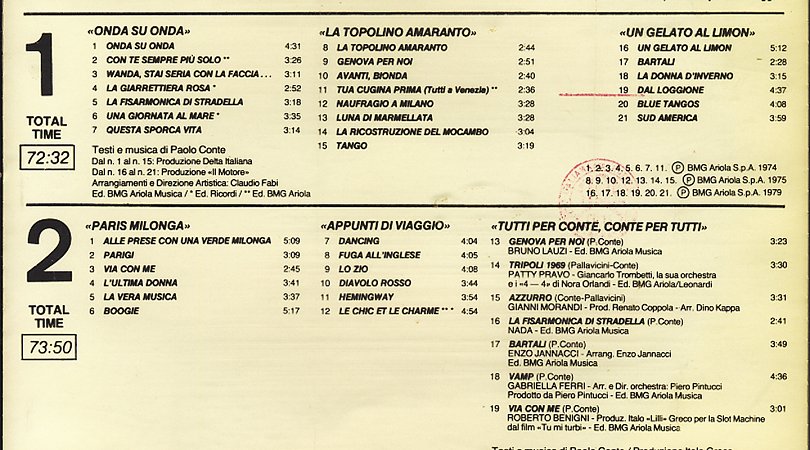 1
TOTAL
TIME
72:32
«ONDA SU ONDA»
1 ONDA SU ONDA 4:31
2 CON TE SEMPRE PIÙ SOLO ** 3:26
3 WANDA, STAI SERIA CON LA FACCIA . . . 3:11
4 LA GIARRETTIERA ROSA * 2:52
5 LA FISARMONICA DI STRADELLA 3:18
6 UNA GIORNATA AL MARE * 3:35
7 QUESTA SPORCA VITA 3:14
Testi e musica di Paolo Conte
Dal n. 1 al n. 15: Produzione Delta Italiana
Dal n. 16 al n. 21: Produzione «Il Motore»
Arrangiamenti e Direzione Artistica: Claudio Fabi
Ed. BMG Ariola Musica / * Ed. Ricordi / ** Ed. BMG Ariola
«LA TOPOLINO AMARANTO»
8 LA TOPOLINO AMARANTO 2:44
9 GENOVA PER NOI 2:51
10 AVANTI, BIONDA 2:40
11 TUA CUGINA PRIMA (Tutti a Venezia) ** 2:36
12 NAUFRAGIO A MILANO 3:28
13 LUNA DI MARMELLATA 3:28
14 LA RICOSTRUZIONE DEL MOCAMBO 3:04
15 TANGO 3:19
«UN GELATO AL LIMON»
16 UN GELATO AL LIMON 5:12
17 BARTALI 2:28
18 LA DONNA D'INVERNO 3:15
19 DAL LOGGIONE 4:37
20 BLUE TANGOS 4:08
21 SUD AMERICA 3:59
1. 2. 3. 4. 5. 6. 7. 11. Ⓟ BMG Ariola S.p.A. 1974
8. 9. 10. 12. 13. 14. 15. Ⓟ BMG Ariola S.p.A. 1975
16. 17. 18. 19. 20. 21. Ⓟ BMG Ariola S.p.A. 1979
2
TOTAL
TIME
73:50
«PARIS MILONGA»
1 ALLE PRESE CON UNA VERDE MILONGA 5:09
2 PARIGI 3:09
3 VIA CON ME 2:45
4 L'ULTIMA DONNA 3:41
5 LA VERA MUSICA 3:37
6 BOOGIE 5:17
«APPUNTI DI VIAGGIO»
7 DANCING 4:04
8 FUGA ALL'INGLESE 4:05
9 LO ZIO 4:08
10 DIAVOLO ROSSO 3:44
11 HEMINGWAY 3:54
12 LE CHIC ET LE CHARME *** 4:54
«TUTTI PER CONTE, CONTE PER TUTTI»
13 GENOVA PER NOI (P.Conte) 3:23
BRUNO LAUZI - Ed. BMG Ariola Musica
14 TRIPOLI 1969 (Pallavicini-Conte) 3:30
PATTY PRAVO - Giancarlo Trombetti, la sua orchestra
e i «4 — 4» di Nora Orlandi - Ed. BMG Ariola/Leonardi
15 AZZURRO (Conte-Pallavicini) 3:31
GIANNI MORANDI - Prod. Renato Coppola - Arr. Dino Kappa
16 LA FISARMONICA DI STRADELLA (P.Conte) 2:41
NADA - Ed. BMG Ariola Musica
17 BARTALI (P.Conte) 3:49
ENZO JANNACCI - Arrang. Enzo Jannacci
Ed. BMG Ariola Musica
18 VAMP (P.Conte) 4:36
GABRIELLA FERRI - Arr. e Dir. orchestra: Piero Pintucci
Prodotto da Piero Pintucci - Ed. BMG Ariola Musica
19 VIA CON ME (P.Conte) 3:01
ROBERTO BENIGNI - Produz. Italo «Lilli» Greco per la Slot Machine
dal film «Tu mi turbi» - Ed. BMG Ariola Musica